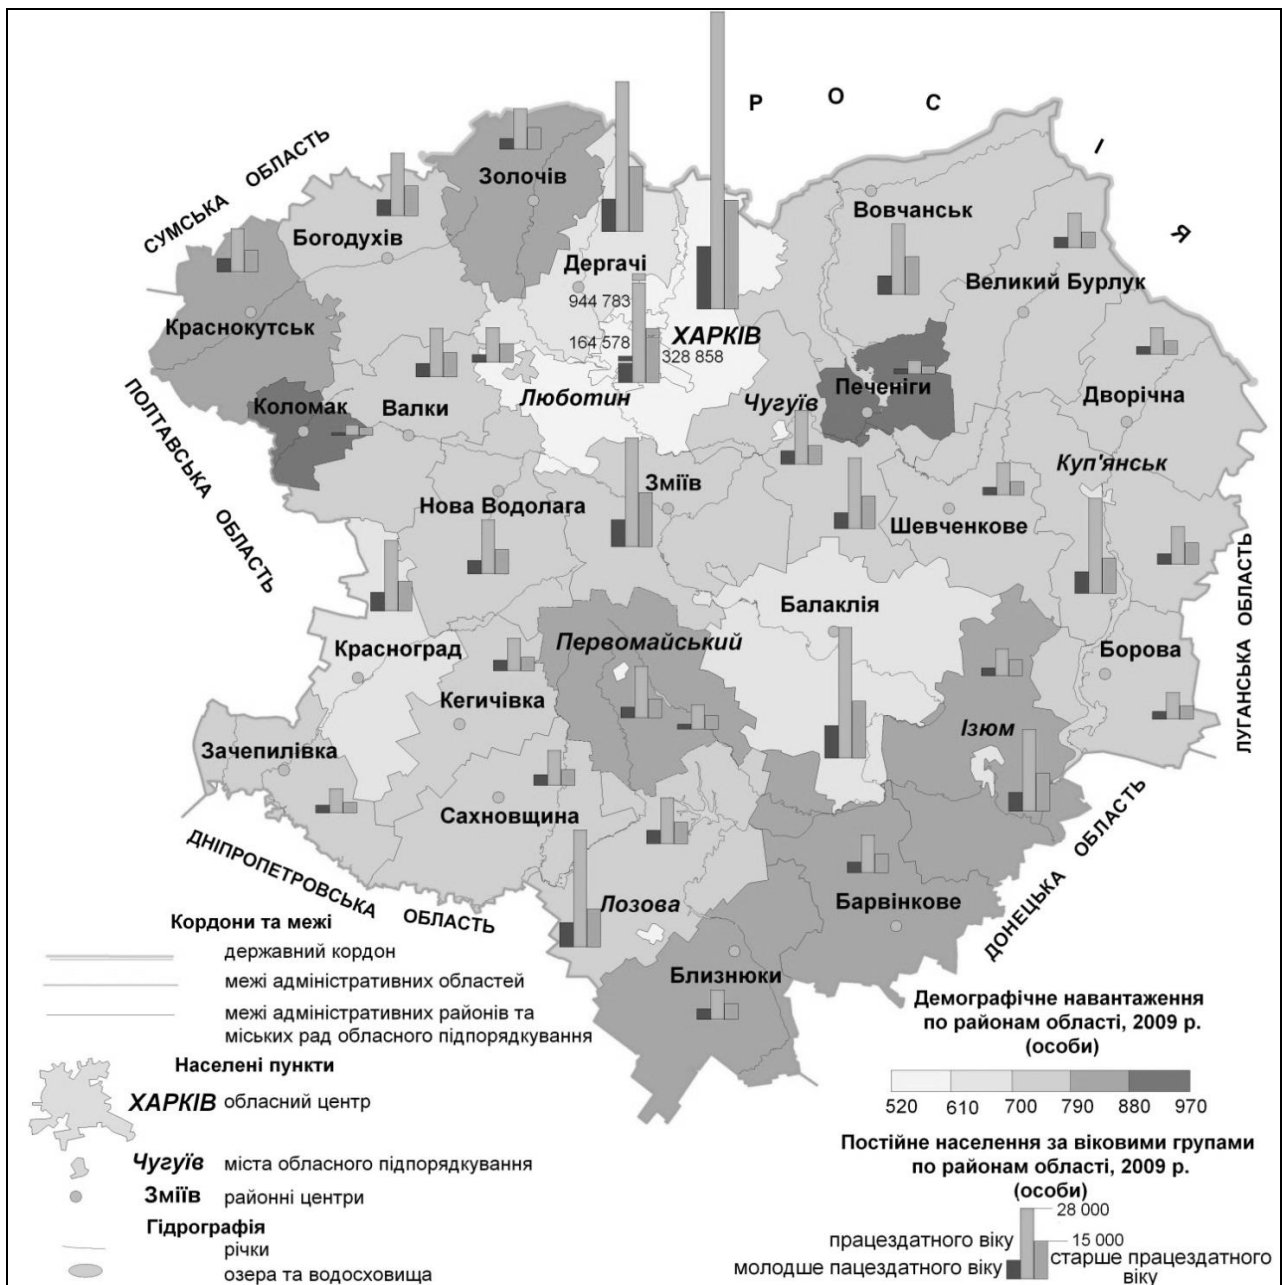 Р О С І Я
СУМСЬКА ОБЛАСТЬ
Золочів
Вовчанськ
Богодухів
Дергачі
Великий Бурлук
944 783
Краснокутськ
ХАРКІВ
164 578
328 858
ПОЛТАВСЬКА ОБЛАСТЬ
Печеніги
Люботин
Чугуїв
Дворічна
Коломак
Валки
Куп'янськ
Зміїв
Нова Водолага
Шевченкове
ЛУГАНСЬКА ОБЛАСТЬ
Балаклія
Первомайський
Красноград
Борова
Кегичівка
Ізюм
Зачепилівка
Сахновщина
ДНІПРОПЕТРОВСЬКА ОБЛАСТЬ
Лозова
Барвінкове
ДОНЕЦЬКА ОБЛАСТЬ
Близнюки
Кордони та межі
державний кордон
межі адміністративних областей
межі адміністративних районів та
міських рад обласного підпорядкування
Населені пункти
ХАРКІВ обласний центр
Чугуїв міста обласного підпорядкування
Зміїв районні центри
Гідрографія
річки
озера та водосховища
Демографічне навантаження
по районам області, 2009 р.
(особи)
520 610 700 790 880 970
Постійне населення за віковими групами
по районам області, 2009 р.
(особи)
28 000
працездатного віку
15 000
молодше пацездатного віку
старше працездатного
віку